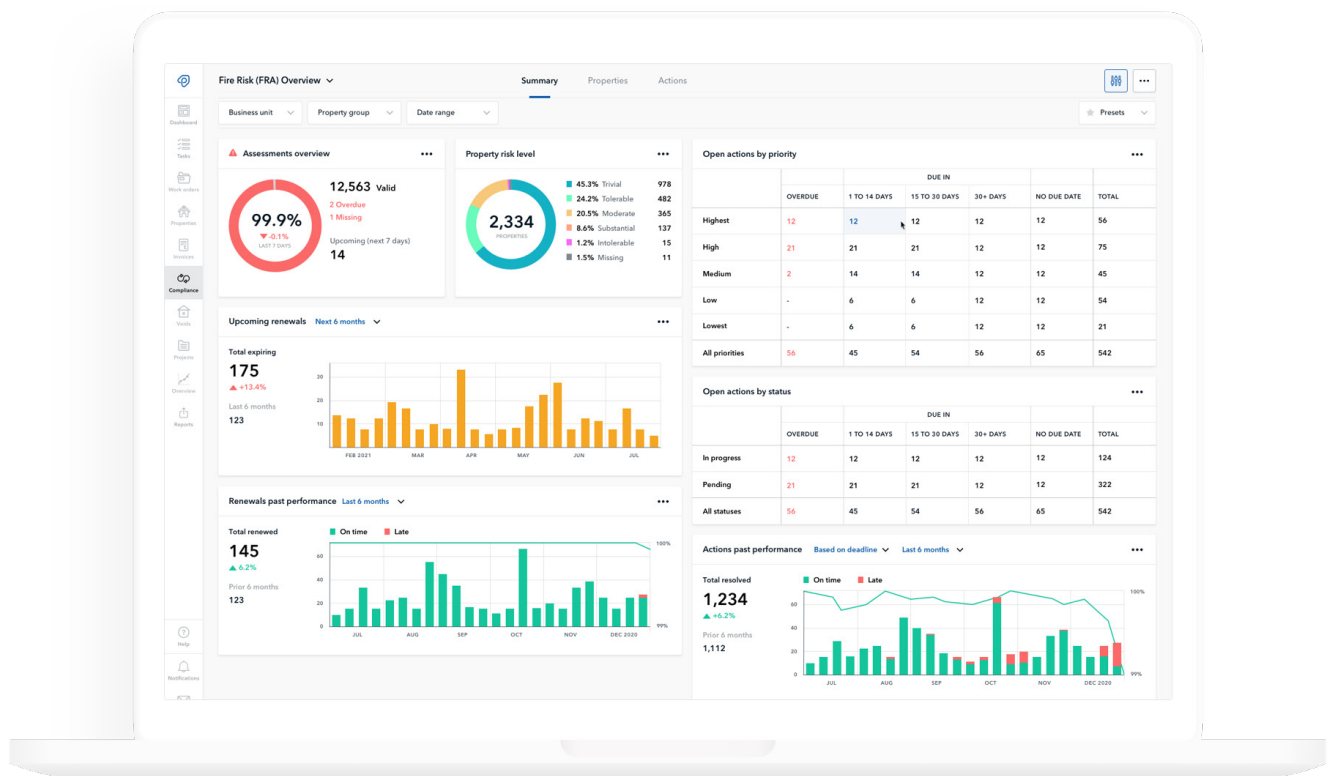 Fire Risk (FRA) Overview
Summary
Properties
Actions
Business unit
Property group
Date range
Presets
Dashboard
Tasks
Work orders
Properties
Invoices
Compliance
Voids
Projects
Overview
Reports
Help
Notifications
Assessments overview
99.9%
-0.1%
LAST 7 DAYS
12,563 Valid
2 Overdue
1 Missing
Upcoming (next 7 days)
14
Property risk level
2,334
PROPERTIES
45.3% Trivial 978
24.2% Tolerable 482
20.5% Moderate 365
8.6% Substantial 137
1.2% Intolerable 15
1.5% Missing 11
Upcoming renewals Next 6 months
Total expiring
175
+13.4%
Last 6 months
123
30
20
10
FEB 2021 MAR APR MAY JUN JUL
Renewals past performance Last 6 months
Total renewed
145
6.2%
Prior 6 months
123
On time Late
60
40
20
0
100%
99%
JUL AUG SEP OCT NOV DEC 2020
Open actions by priority
DUE IN
OVERDUE 1 TO 14 DAYS 15 TO 30 DAYS 30+ DAYS NO DUE DATE TOTAL
Highest 12 12 12 12 12 56
High 21 21 21 12 12 75
Medium 2 14 14 12 12 45
Low - 6 6 12 12 54
Lowest - 6 6 12 12 21
All priorities 56 45 54 56 65 542
Open actions by status
DUE IN
OVERDUE 1 TO 14 DAYS 15 TO 30 DAYS 30+ DAYS NO DUE DATE TOTAL
In progress 12 12 12 12 12 124
Pending 21 21 21 12 12 322
All statuses 56 45 54 56 65 542
Actions past performance Based on deadline Last 6 months
Total resolved
1,234
+6.2%
Prior 6 months
1,112
On time Late
60
40
20
0
100%
99%
JUL AUG SEP OCT NOV DEC 2020